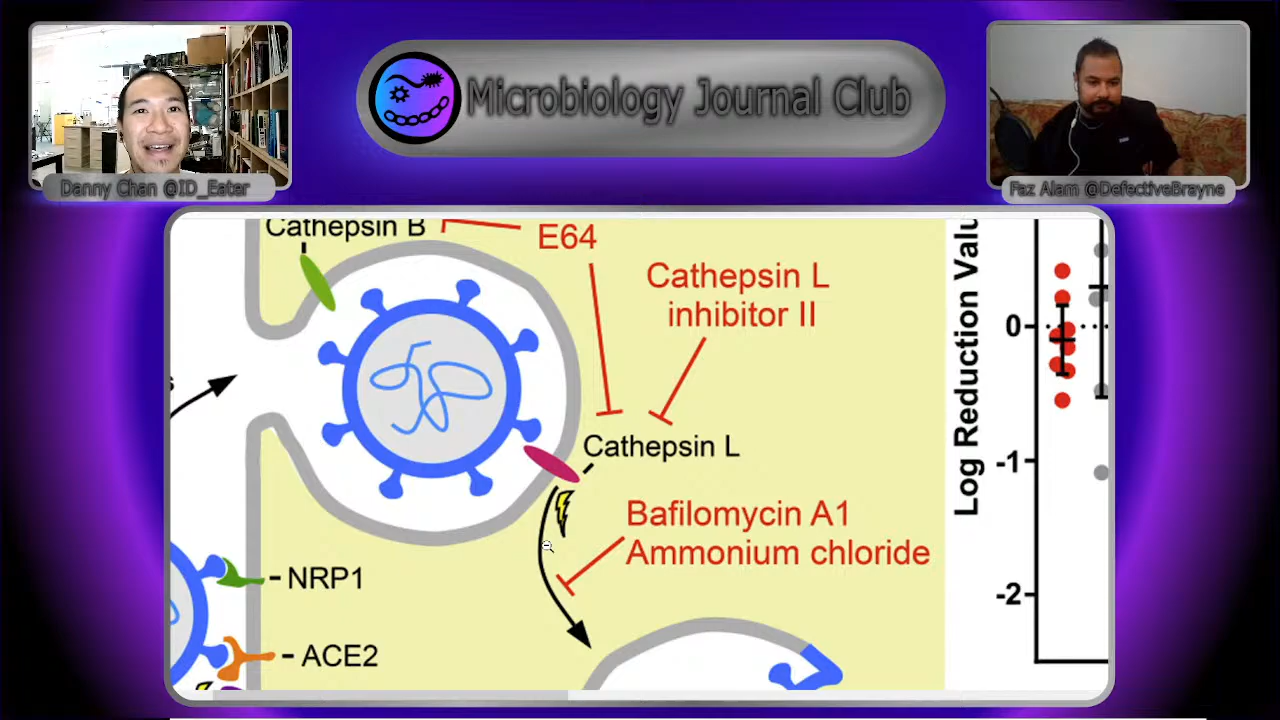 Microbiology Journal Club
Danny Chan @ID_Eater
Faz Alam @DefectiveBrayne
Cathepsin B
E64
Cathepsin L
inhibitor II
Cathepsin L
Bafilomycin A1
Ammonium chloride
NRP1
ACE2
Log Reduction Valu
0
-1
-2